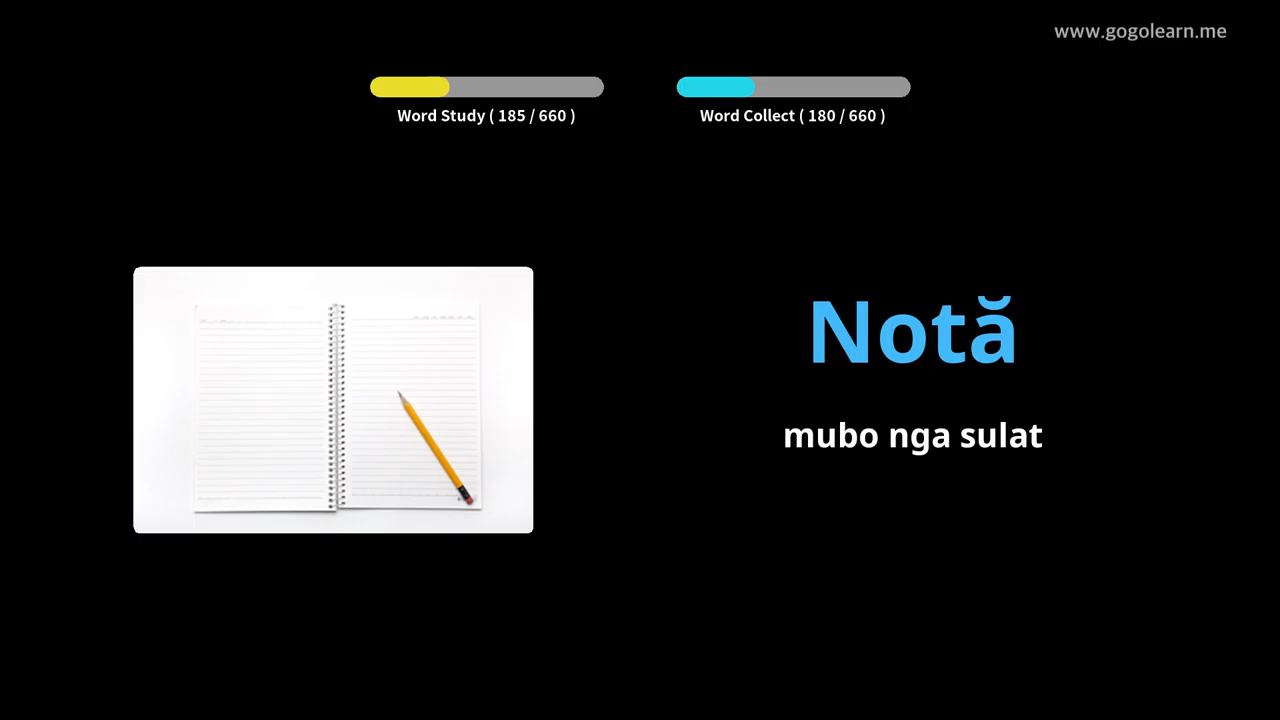 www.gogolearn.me
Word Study ( 185 / 660 )
Word Collect ( 180 / 660 )
Notă
mubo nga sulat